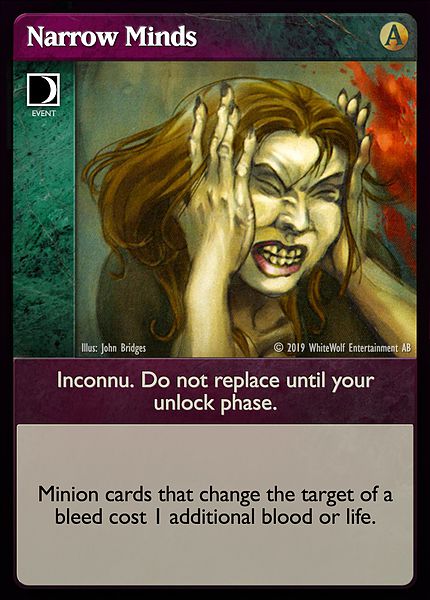 Narrow Minds
A
EVENT
Illus: John Bridges
© 2019 WhiteWolf Entertainment AB
Inconnu. Do not replace until your
unlock phase.
Minion cards that change the target of a
bleed cost 1 additional blood or life.